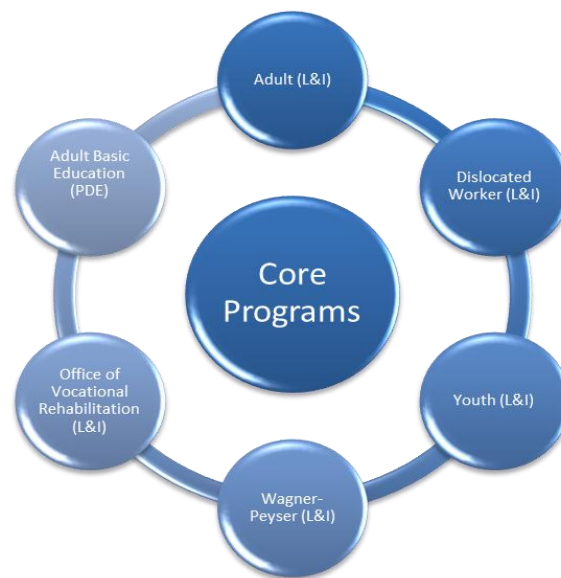 Adult (L&I)
Dislocated
Worker (L&I)
Youth (L&I)
Wagner-
Peyser (L&I)
Office of
Vocational
Rehabilitation
(L&I)
Adult Basic
Education
(PDE)
Core
Programs